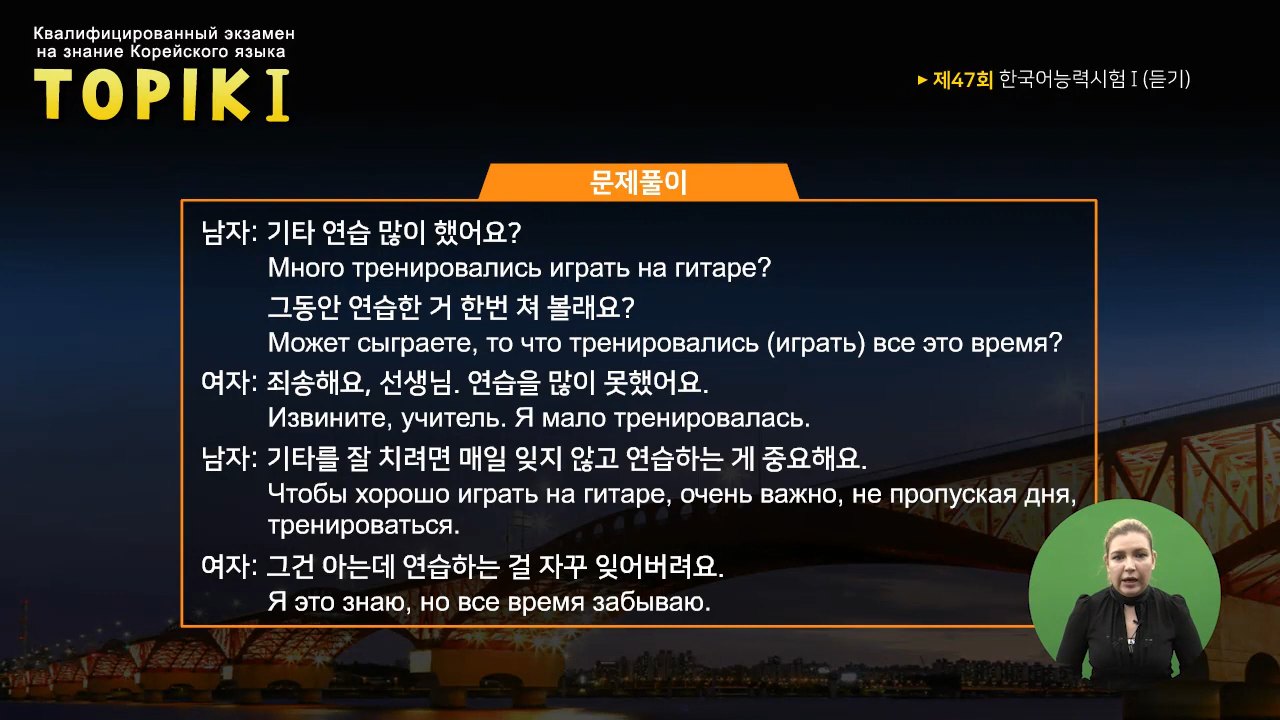 Квалифицированный экзамен
на знание Корейского языка
TOPIK I
▸ 제47회 한국어능력시험 I (듣기)
문제풀이
남자: 기타 연습 많이 했어요?
Много тренировались играть на гитаре?
그동안 연습한 거 한번 쳐 볼래요?
Может сыграете, то что тренировались (играть) все это время?
여자: 죄송해요, 선생님. 연습을 많이 못했어요.
Извините, учитель. Я мало тренировалась.
남자: 기타를 잘 치려면 매일 잊지 않고 연습하는 게 중요해요.
Чтобы хорошо играть на гитаре, очень важно, не пропуская дня,
тренироваться.
여자: 그건 아는데 연습하는 걸 자꾸 잊어버려요.
Я это знаю, но все время забываю.